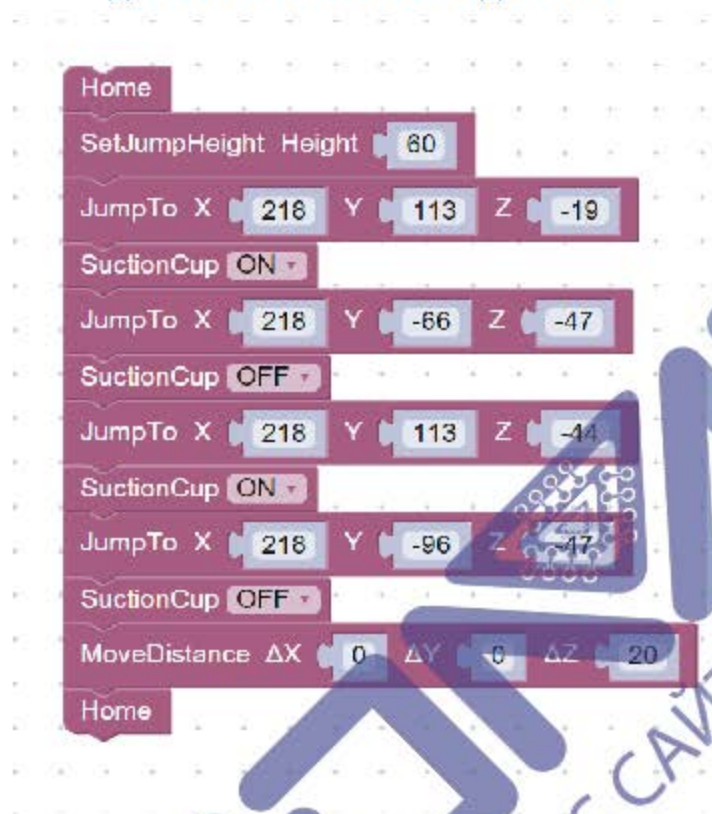 Home
SetJumpHeight Height 60
JumpTo X 218 Y 113 Z -19
SuctionCup ON
JumpTo X 218 Y -66 Z -47
SuctionCup OFF
JumpTo X 218 Y 113 Z -44
SuctionCup ON
JumpTo X 218 Y -96 Z -47
SuctionCup OFF
MoveDistance ΔX 0 ΔY 0 ΔZ 20
Home
С САЙТ